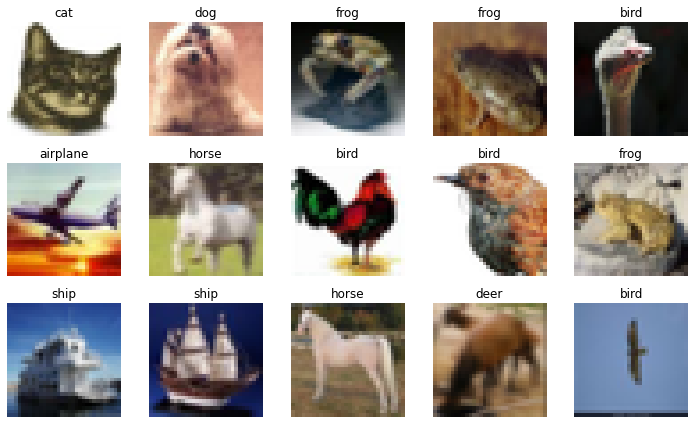 cat dog frog frog bird
airplane horse bird bird frog
ship ship horse deer bird